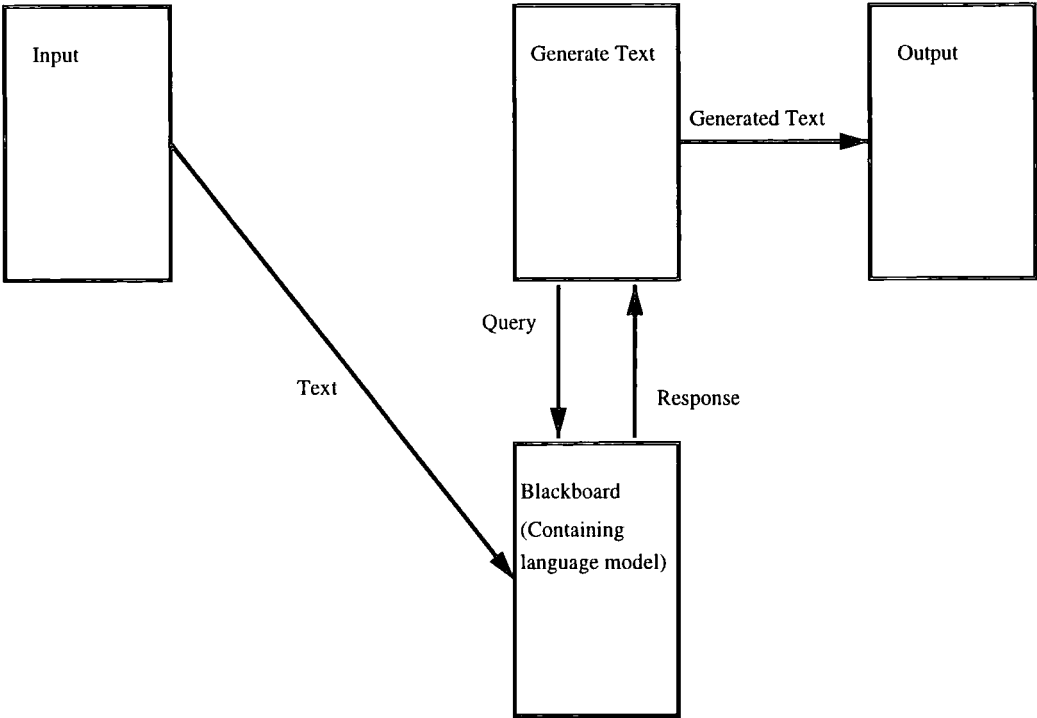 Input
Generate Text
Output
Generated Text
Query
Text
Response
Blackboard
(Containing
language model)